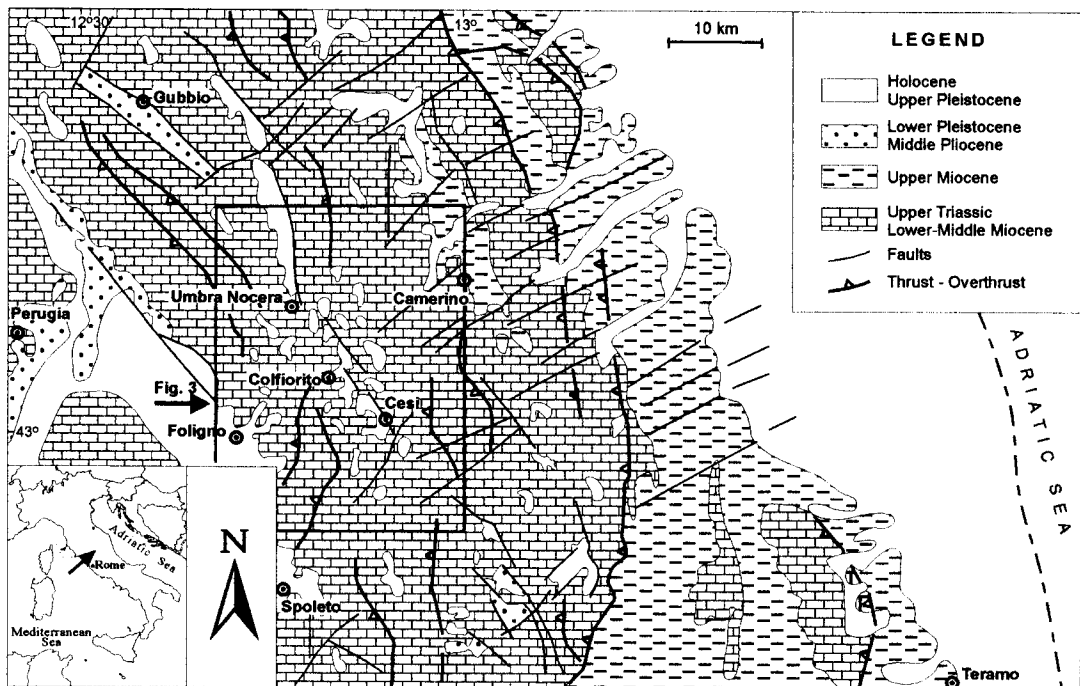 12°30'
13°
10 km
LEGEND
Holocene
Upper Pleistocene
Lower Pleistocene
Middle Pliocene
Upper Miocene
Upper Triassic
Lower-Middle Miocene
Faults
Thrust - Overthrust
Gubbio
Umbra Nocera
Camerino
Perugia
Colfiorito
Fig. 3
Cesi
Foligno
43°
ADRIATIC SEA
Adriatic
Sea
Rome
Mediterranean
Sea
N
Spoleto
Teramo